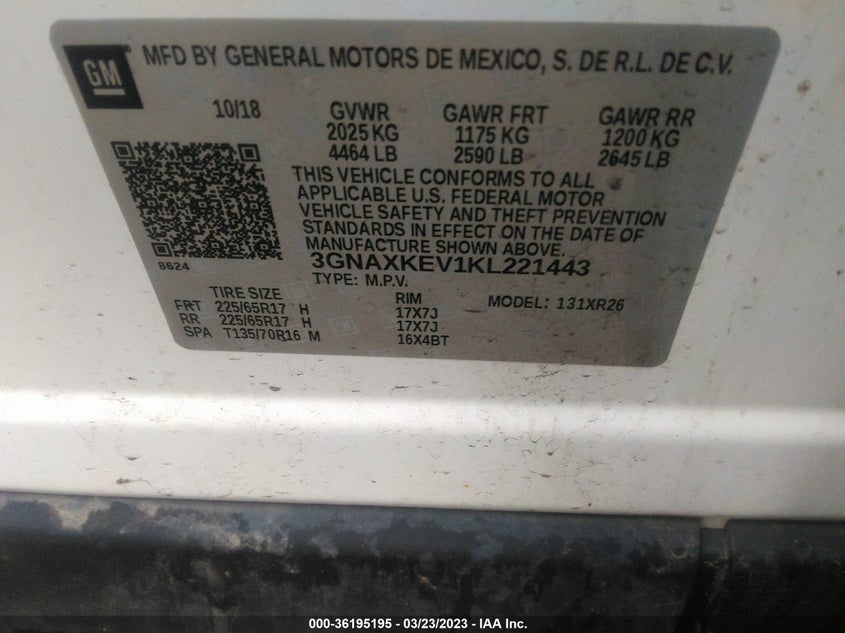 GM
MFD BY GENERAL MOTORS DE MEXICO, S. DE R.L. DE C.V.
10/18 GVWR GAWR FRT GAWR RR
2025 KG 1175 KG 1200 KG
4464 LB 2590 LB 2645 LB
THIS VEHICLE CONFORMS TO ALL
APPLICABLE U.S. FEDERAL MOTOR
VEHICLE SAFETY AND THEFT PREVENTION
STANDARDS IN EFFECT ON THE DATE OF
MANUFACTURE SHOWN ABOVE.
8624
3GNAXKEV1KL221443
TYPE: M.P.V.
TIRE SIZE RIM MODEL: 131XR26
FRT 225/65R17 H 17X7J
RR 225/65R17 H 17X7J
SPA T135/70R16 M 16X4BT
000-36195195 - 03/23/2023 - IAA Inc.